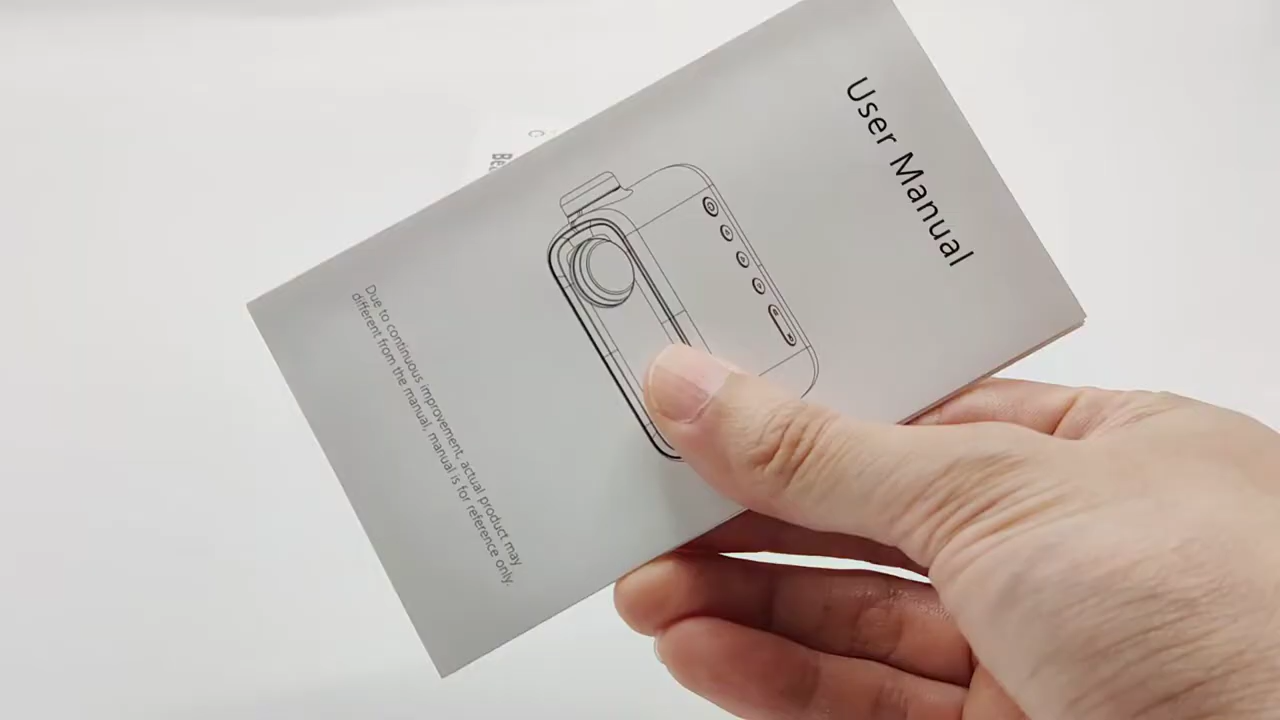 User Manual
Due to continuous improvement, actual product may
different from the manual, manual is for reference only.